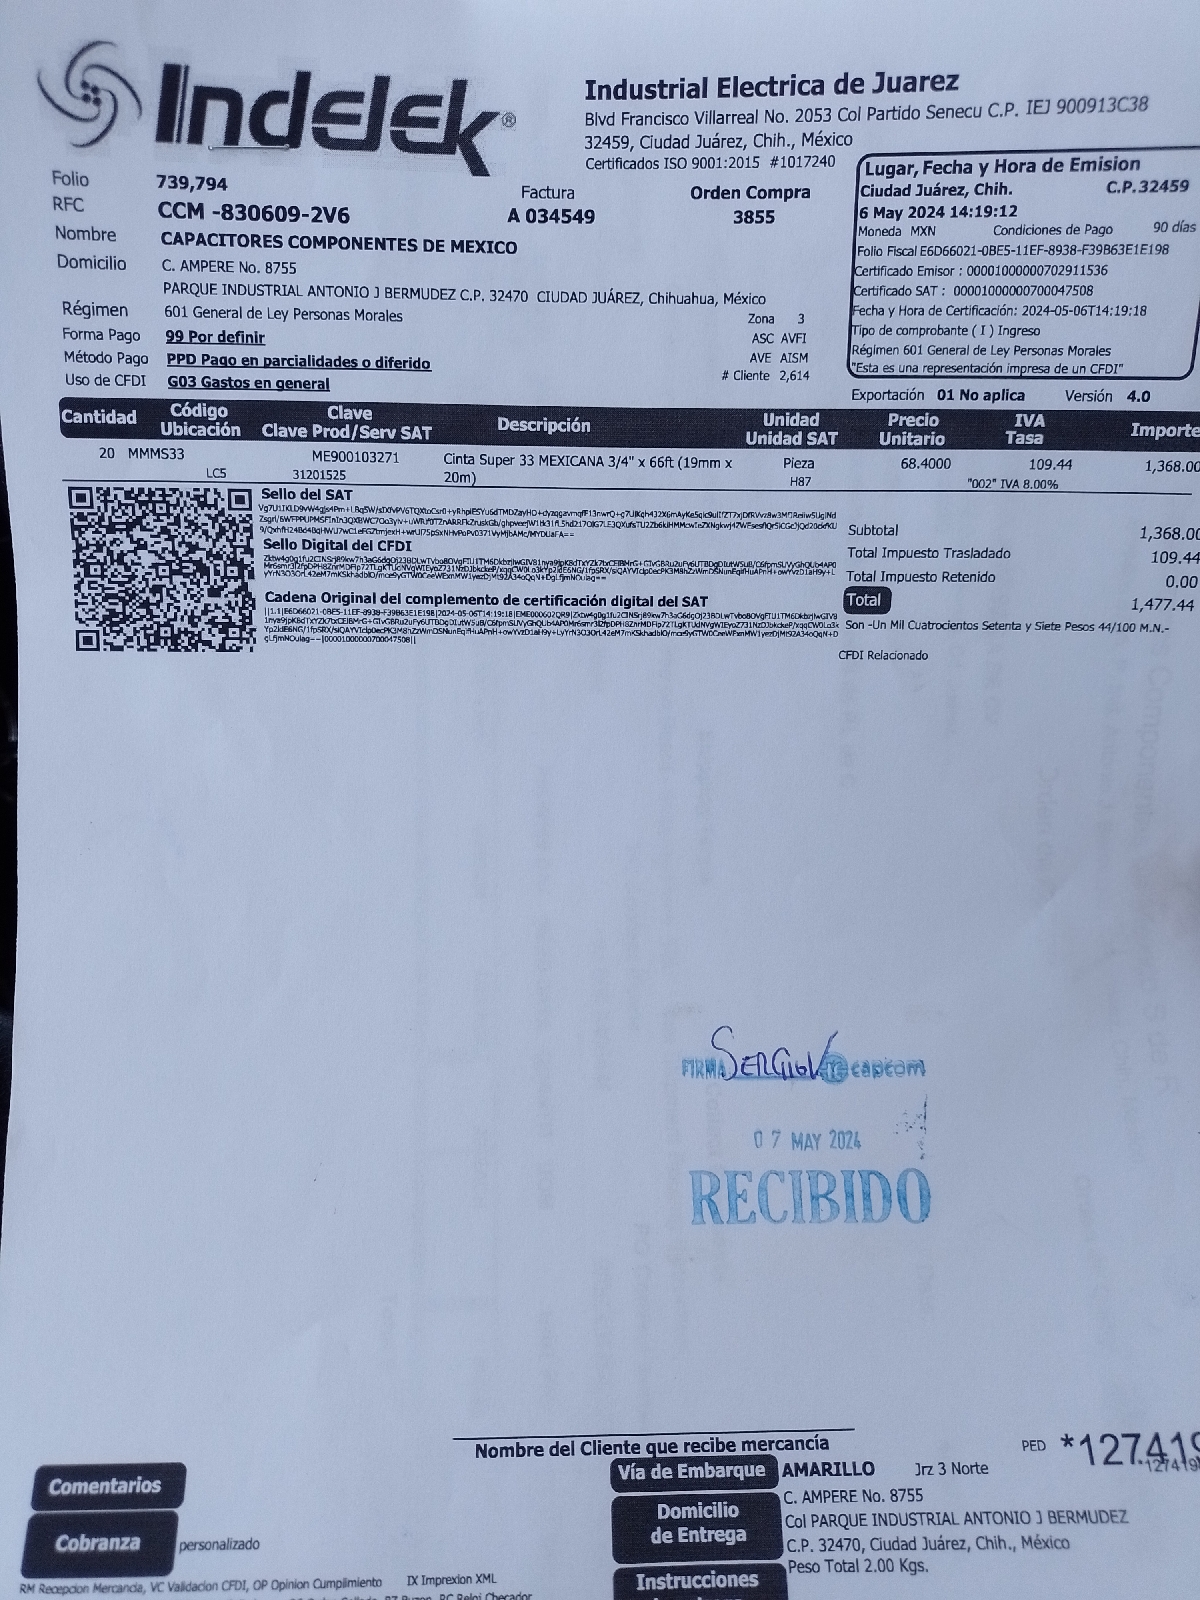 Indelek®
Industrial Electrica de Juarez
Blvd Francisco Villarreal No. 2053 Col Partido Senecu C.P. IEJ 900913C38
32459, Ciudad Juárez, Chih., México
Certificados ISO 9001:2015 #1017240
Folio 739,794
RFC CCM -830609-2V6
Factura
A 034549
Orden Compra
3855
Nombre CAPACITORES COMPONENTES DE MEXICO
Domicilio C. AMPERE No. 8755
PARQUE INDUSTRIAL ANTONIO J BERMUDEZ C.P. 32470 CIUDAD JUÁREZ, Chihuahua, México
Régimen 601 General de Ley Personas Morales
Forma Pago 99 Por definir
Método Pago PPD Pago en parcialidades o diferido
Uso de CFDI G03 Gastos en general
Zona 3
ASC AVFI
AVE AISM
# Cliente 2,614
Lugar, Fecha y Hora de Emision
Ciudad Juárez, Chih. C.P.32459
6 May 2024 14:19:12
Moneda MXN Condiciones de Pago 90 días
Folio Fiscal E6D66021-0BE5-11EF-8938-F39B63E1E198
Certificado Emisor : 00001000000702911536
Certificado SAT : 00001000000700047508
Fecha y Hora de Certificación: 2024-05-06T14:19:18
Tipo de comprobante ( I ) Ingreso
Régimen 601 General de Ley Personas Morales
"Esta es una representación impresa de un CFDI"
Exportación 01 No aplica Versión 4.0
Cantidad Código Ubicación Clave Clave Prod/Serv SAT Descripción Unidad Unidad SAT Precio Unitario IVA Tasa Importe
20 MMMS33 ME900103271 Cinta Super 33 MEXICANA 3/4" x 66ft (19mm x Pieza 68.4000 109.44 1,368.00
LC5 31201525 20m) H87 "002" IVA 8.00%
Sello del SAT
Sello Digital del CFDI
Cadena Original del complemento de certificación digital del SAT
Subtotal 1,368.00
Total Impuesto Trasladado 109.44
Total Impuesto Retenido 0.00
Total 1,477.44
Son -Un Mil Cuatrocientos Setenta y Siete Pesos 44/100 M.N.-
CFDI Relacionado
FIRMA SERGIO V capcom
07 MAY 2024
RECIBIDO
Nombre del Cliente que recibe mercancía
PED *127419
127419
Vía de Embarque AMARILLO Jrz 3 Norte
Comentarios
Domicilio de Entrega
C. AMPERE No. 8755
Col PARQUE INDUSTRIAL ANTONIO J BERMUDEZ
C.P. 32470, Ciudad Juárez, Chih., México
Peso Total 2.00 Kgs.
Cobranza personalizado
Instrucciones
RM Recepcion Mercancia, VC Validacion CFDI, OP Opinion Cumplimiento IX Imprexion XML